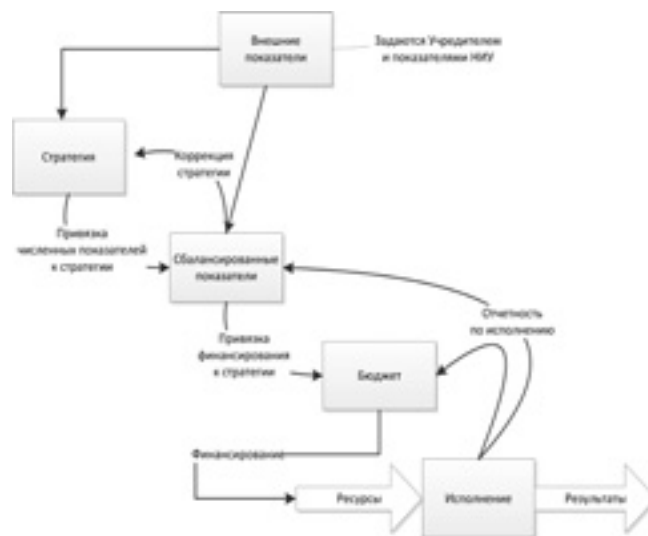 Внешние
показатели
Задаются Учредителем
и показателями НИУ
Стратегия
Коррекция
стратегии
Привязка
численных показателей
к стратегии
Сбалансированные
показатели
Отчетность
по исполнению
Привязка
финансирования
к стратегии
Бюджет
Финансирование
Ресурсы
Исполнение
Результаты